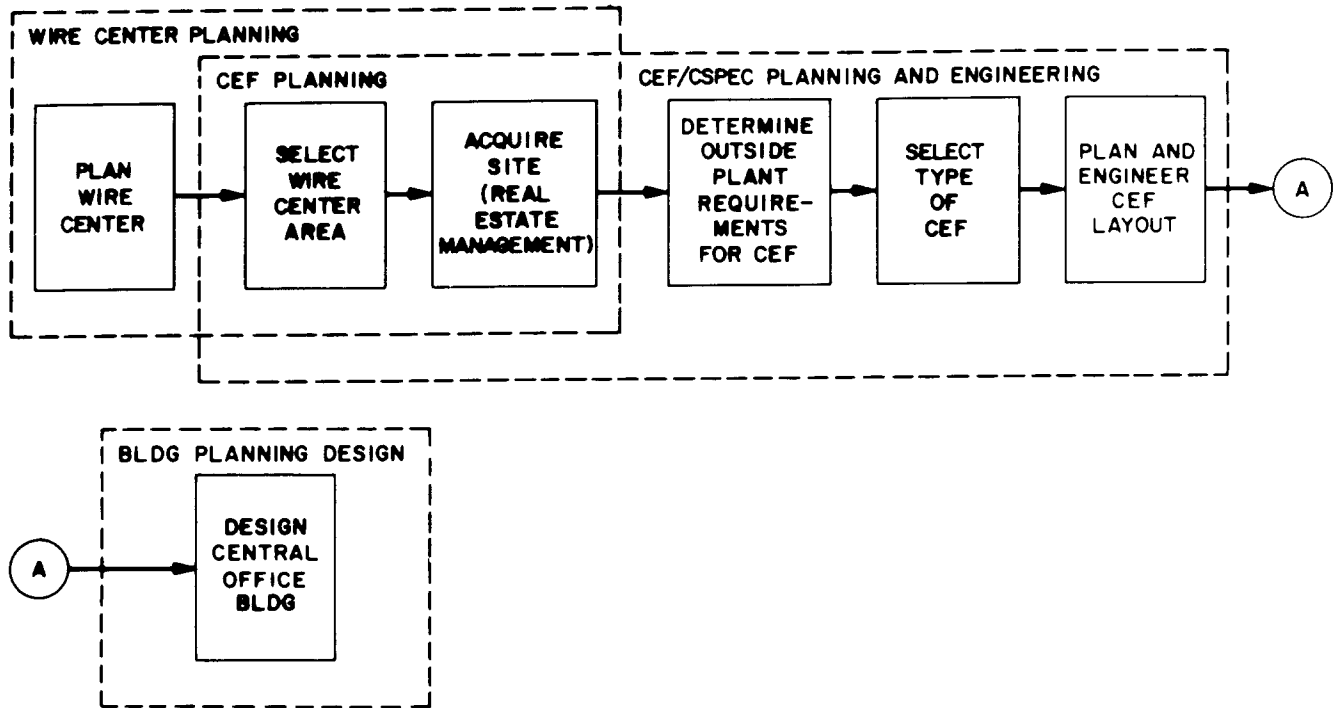 WIRE CENTER PLANNING
CEF PLANNING
CEF/CSPEC PLANNING AND ENGINEERING
PLAN
WIRE
CENTER
SELECT
WIRE
CENTER
AREA
ACQUIRE
SITE
(REAL
ESTATE
MANAGEMENT)
DETERMINE
OUTSIDE
PLANT
REQUIRE-
MENTS
FOR CEF
SELECT
TYPE
OF
CEF
PLAN AND
ENGINEER
CEF
LAYOUT
A
BLDG PLANNING DESIGN
A
DESIGN
CENTRAL
OFFICE
BLDG